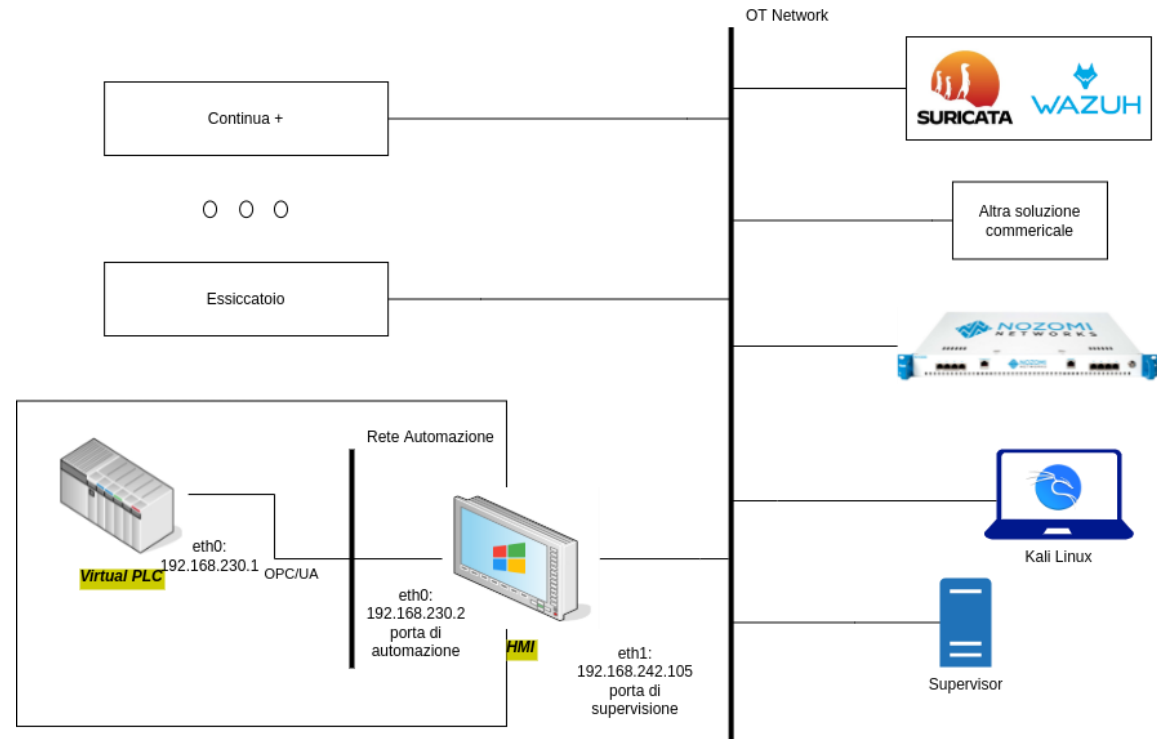 OT Network
SURICATA
WAZUH
Continua +
Altra soluzione
commericale
Essiccatoio
NOZOMI
NETWORKS
NOZOMI
Rete Automazione
eth0:
192.168.230.1
Virtual PLC
OPC/UA
eth0:
192.168.230.2
porta di
automazione
HMI
eth1:
192.168.242.105
porta di
supervisione
Kali Linux
Supervisor